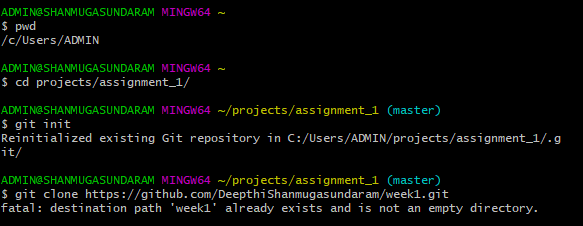 ADMIN@SHANMUGASUNDARAM MINGW64 ~
$ pwd
/c/Users/ADMIN
ADMIN@SHANMUGASUNDARAM MINGW64 ~
$ cd projects/assignment_1/
ADMIN@SHANMUGASUNDARAM MINGW64 ~/projects/assignment_1 (master)
$ git init
Reinitialized existing Git repository in C:/Users/ADMIN/projects/assignment_1/.g
it/
ADMIN@SHANMUGASUNDARAM MINGW64 ~/projects/assignment_1 (master)
$ git clone https://github.com/DeepthiShanmugasundaram/week1.git
fatal: destination path 'week1' already exists and is not an empty directory.